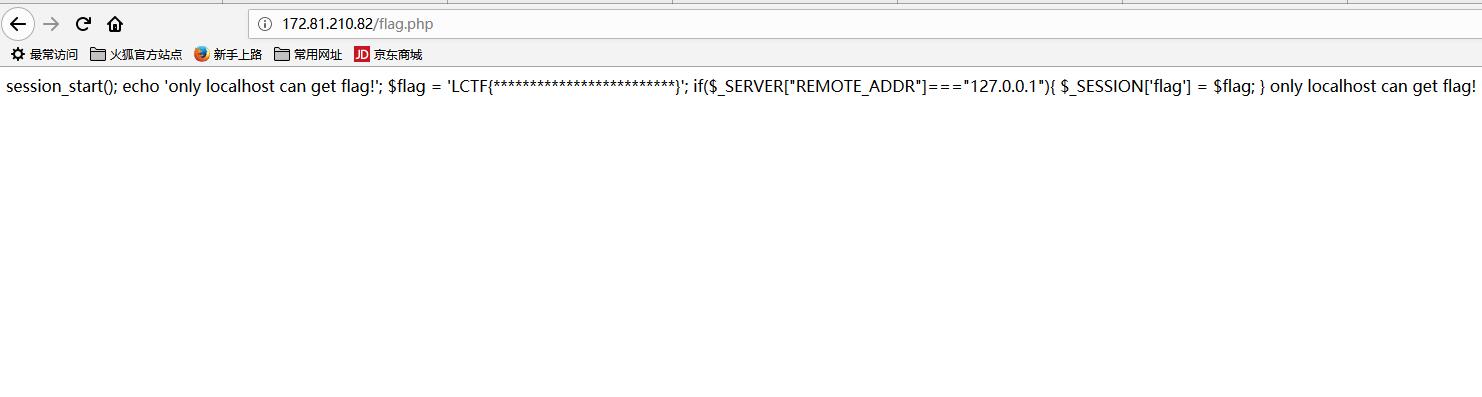 172.81.210.82/flag.php
最常访问 火狐官方站点 新手上路 常用网址 JD 京东商城
session_start(); echo 'only localhost can get flag!'; $flag = 'LCTF{*************************}'; if($_SERVER["REMOTE_ADDR"]==="127.0.0.1"){ $_SESSION['flag'] = $flag; } only localhost can get flag!